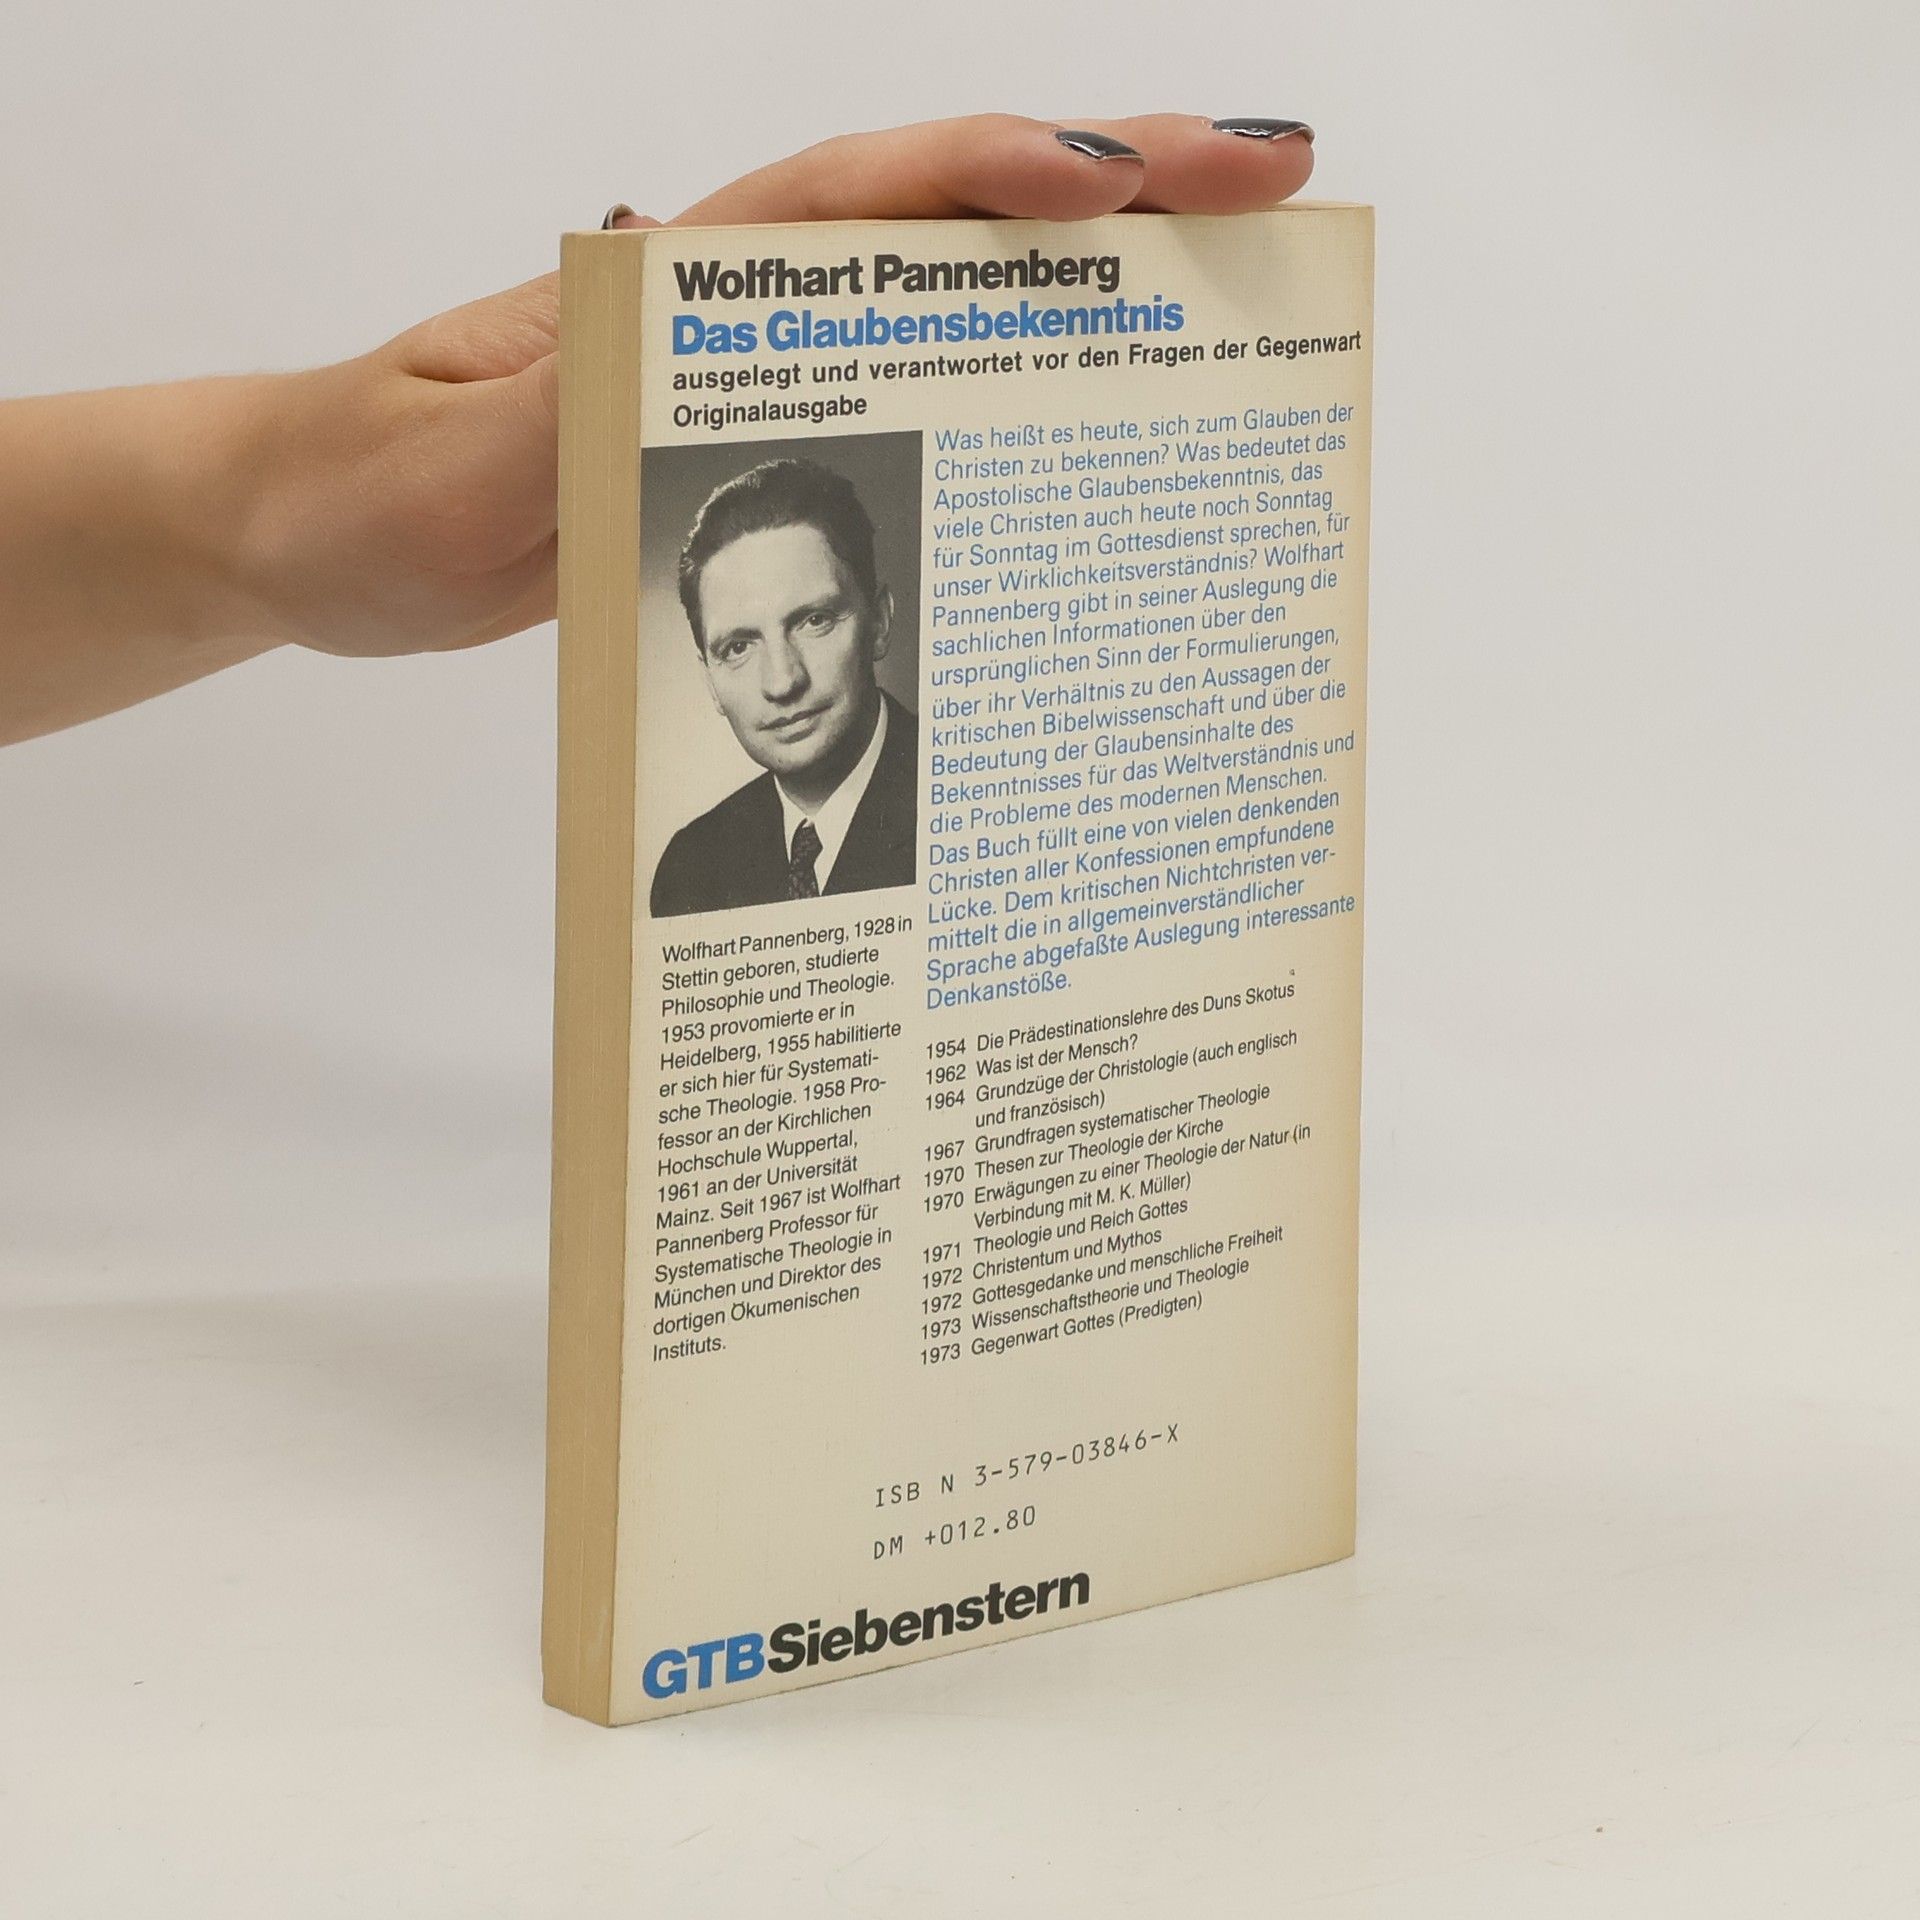 Wolfhart Pannenberg
Das Glaubensbekenntnis
ausgelegt und verantwortet vor den Fragen der Gegenwart
Originalausgabe
Was heißt es heute, sich zum Glauben der
Christen zu bekennen? Was bedeutet das
Apostolische Glaubensbekenntnis, das
viele Christen auch heute noch Sonntag
für Sonntag im Gottesdienst sprechen, für
unser Wirklichkeitsverständnis? Wolfhart
Pannenberg gibt in seiner Auslegung die
sachlichen Informationen über den
ursprünglichen Sinn der Formulierungen,
über ihr Verhältnis zu den Aussagen der
kritischen Bibelwissenschaft und über die
Bedeutung der Glaubensinhalte des
Bekenntnisses für das Weltverständnis und
die Probleme des modernen Menschen.
Das Buch füllt eine von vielen denkenden
Christen aller Konfessionen empfundene
Lücke. Dem kritischen Nichtchristen ver-
mittelt die in allgemeinverständlicher
Sprache abgefaßte Auslegung interessante
Denkanstöße.
Wolfhart Pannenberg, 1928 in
Stettin geboren, studierte
Philosophie und Theologie.
1953 provomierte er in
Heidelberg, 1955 habilitierte
er sich hier für Systemati-
sche Theologie. 1958 Pro-
fessor an der Kirchlichen
Hochschule Wuppertal,
1961 an der Universität
Mainz. Seit 1967 ist Wolfhart
Pannenberg Professor für
Systematische Theologie in
München und Direktor des
dortigen Ökumenischen
Instituts.
1954 Die Prädestinationslehre des Duns Skotus
1962 Was ist der Mensch?
1964 Grundzüge der Christologie (auch englisch
und französisch)
1967 Grundfragen systematischer Theologie
1970 Thesen zur Theologie der Kirche
1970 Erwägungen zu einer Theologie der Natur (in
Verbindung mit M. K. Müller)
1971 Theologie und Reich Gottes
1972 Christentum und Mythos
1972 Gottesgedanke und menschliche Freiheit
1973 Wissenschaftstheorie und Theologie
1973 Gegenwart Gottes (Predigten)
ISB N 3-579-03846-X
DM +012.80
GTBSiebenstern